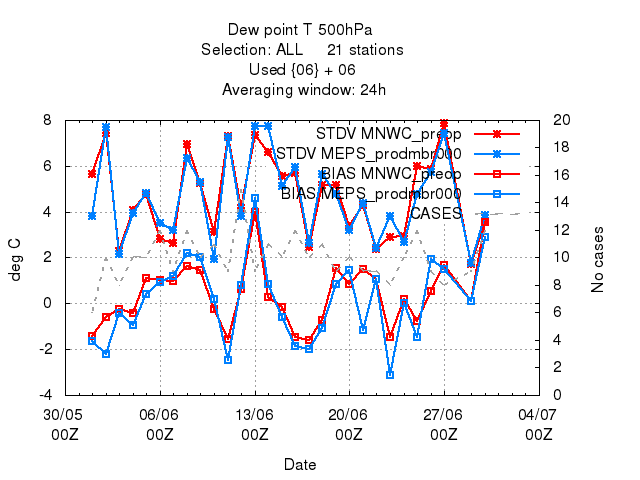 Dew point T 500hPa
Selection: ALL 21 stations
Used {06} + 06
Averaging window: 24h
STDV MNWC_preop
STDV MEPS_prodmbr000
BIAS MNWC_preop
BIAS MEPS_prodmbr000
CASES
deg C
8
6
4
2
0
-2
-4
No cases
20
18
16
14
12
10
8
6
4
2
0
30/05 06/06 13/06 20/06 27/06 04/07
00Z 00Z 00Z 00Z 00Z 00Z
Date